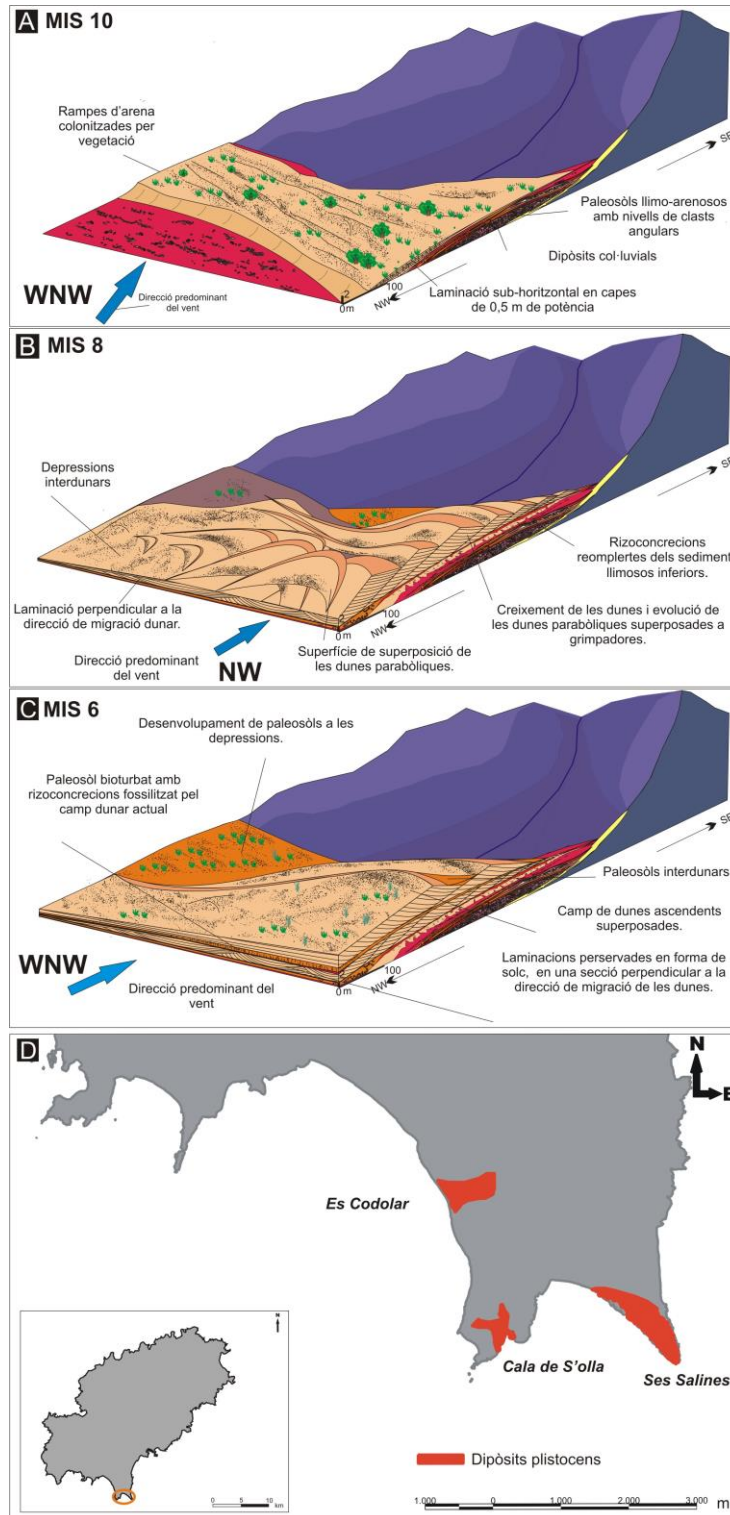 A MIS 10
Rampes d'arena
colonitzades per
vegetació
SE
Paleosòls llimo-arenosos
amb nivells de clasts
angulars
Dipòsits col·luvials
Laminació sub-horitzontal en capes
de 0,5 m de potència
WNW
Direcció predominant
del vent
2
0m
100
NW
B MIS 8
Depressions
interdunars
SE
Rizoconcrecions
reomplertes dels sediment
llimosos inferiors.
Laminació perpendicular a la
direcció de migració dunar.
Creixement de les dunes i evolució de
les dunes parabòliques superposades a
grimpadores.
Direcció predominant
del vent
NW
Superfície de superposició de
les dunes parabòliques.
0m
100
NW
C MIS 6
Desenvolupament de paleosòls a les
depressions.
Paleosòl bioturbat amb
rizoconcrecions fossilitzat pel
camp dunar actual
SE
Paleosòls interdunars
Camp de dunes ascendents
superposades.
Laminacions perservades en forma de
solc, en una secció perpendicular a la
direcció de migració de les dunes.
WNW
Direcció predominant del
vent
0m
100
NW
D
N
E
Es Codolar
Cala de S'olla
Ses Salines
N
0 5 10
km
Dipòsits plistocens
1.000 0 1.000 2.000 3.000
m